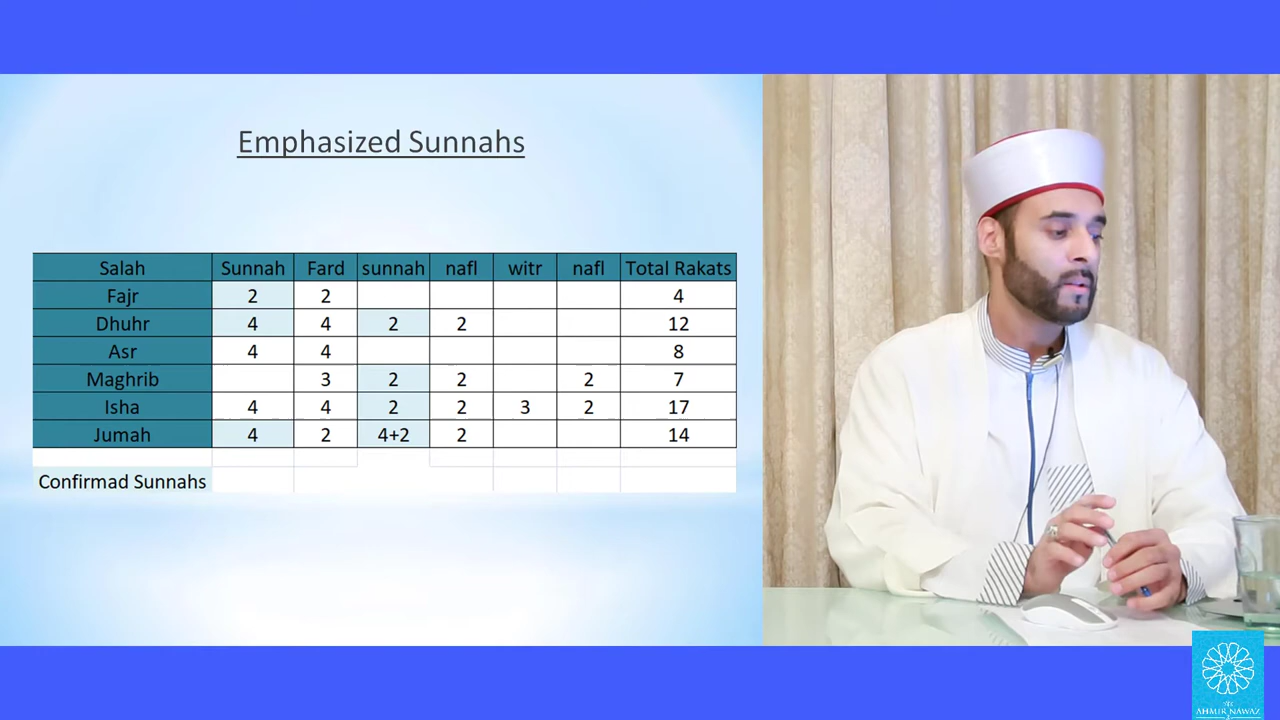 Emphasized Sunnahs
Salah Sunnah Fard sunnah nafl witr nafl Total Rakats
Fajr 2 2 4
Dhuhr 4 4 2 2 12
Asr 4 4 8
Maghrib 3 2 2 2 7
Isha 4 4 2 2 3 2 17
Jumah 4 2 4+2 2 14
Confirmad Sunnahs
AHMIR NAWAZ